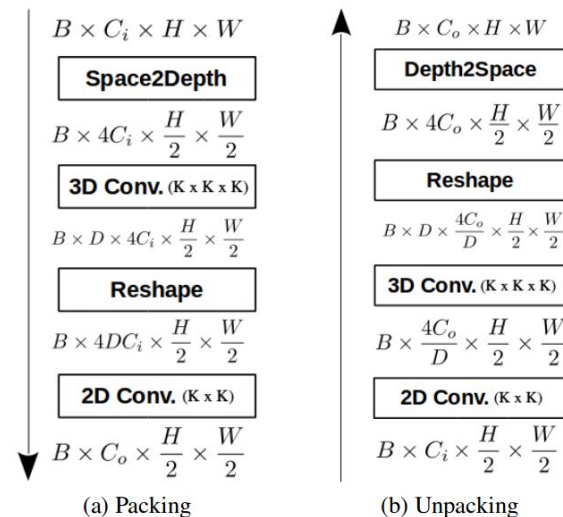 B × C_i × H × W
Space2Depth
B × 4C_i × H/2 × W/2
3D Conv. (K x K x K)
B × D × 4C_i × H/2 × W/2
Reshape
B × 4DC_i × H/2 × W/2
2D Conv. (K x K)
B × C_o × H/2 × W/2
(a) Packing
B × C_o × H × W
Depth2Space
B × 4C_o × H/2 × W/2
Reshape
B × D × 4C_o/D × H/2 × W/2
3D Conv. (K x K x K)
B × 4C_o/D × H/2 × W/2
2D Conv. (K x K)
B × C_i × H/2 × W/2
(b) Unpacking